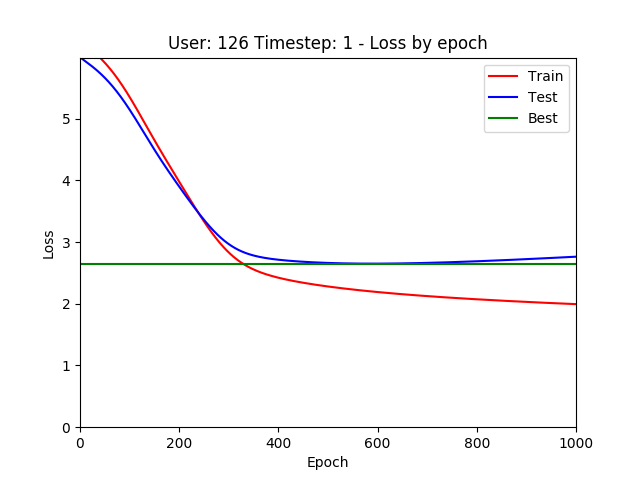 User: 126 Timestep: 1 - Loss by epoch
Train
Test
Best
5
4
3
2
1
0
Loss
0 200 400 600 800 1000
Epoch